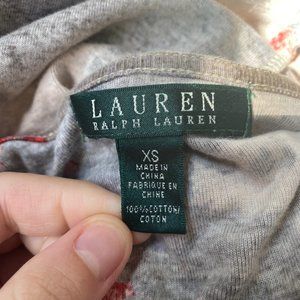 LAUREN
RALPH LAUREN
XS
MADE IN
CHINA
FABRIQUE EN
CHINE
100% COTTON/
COTON